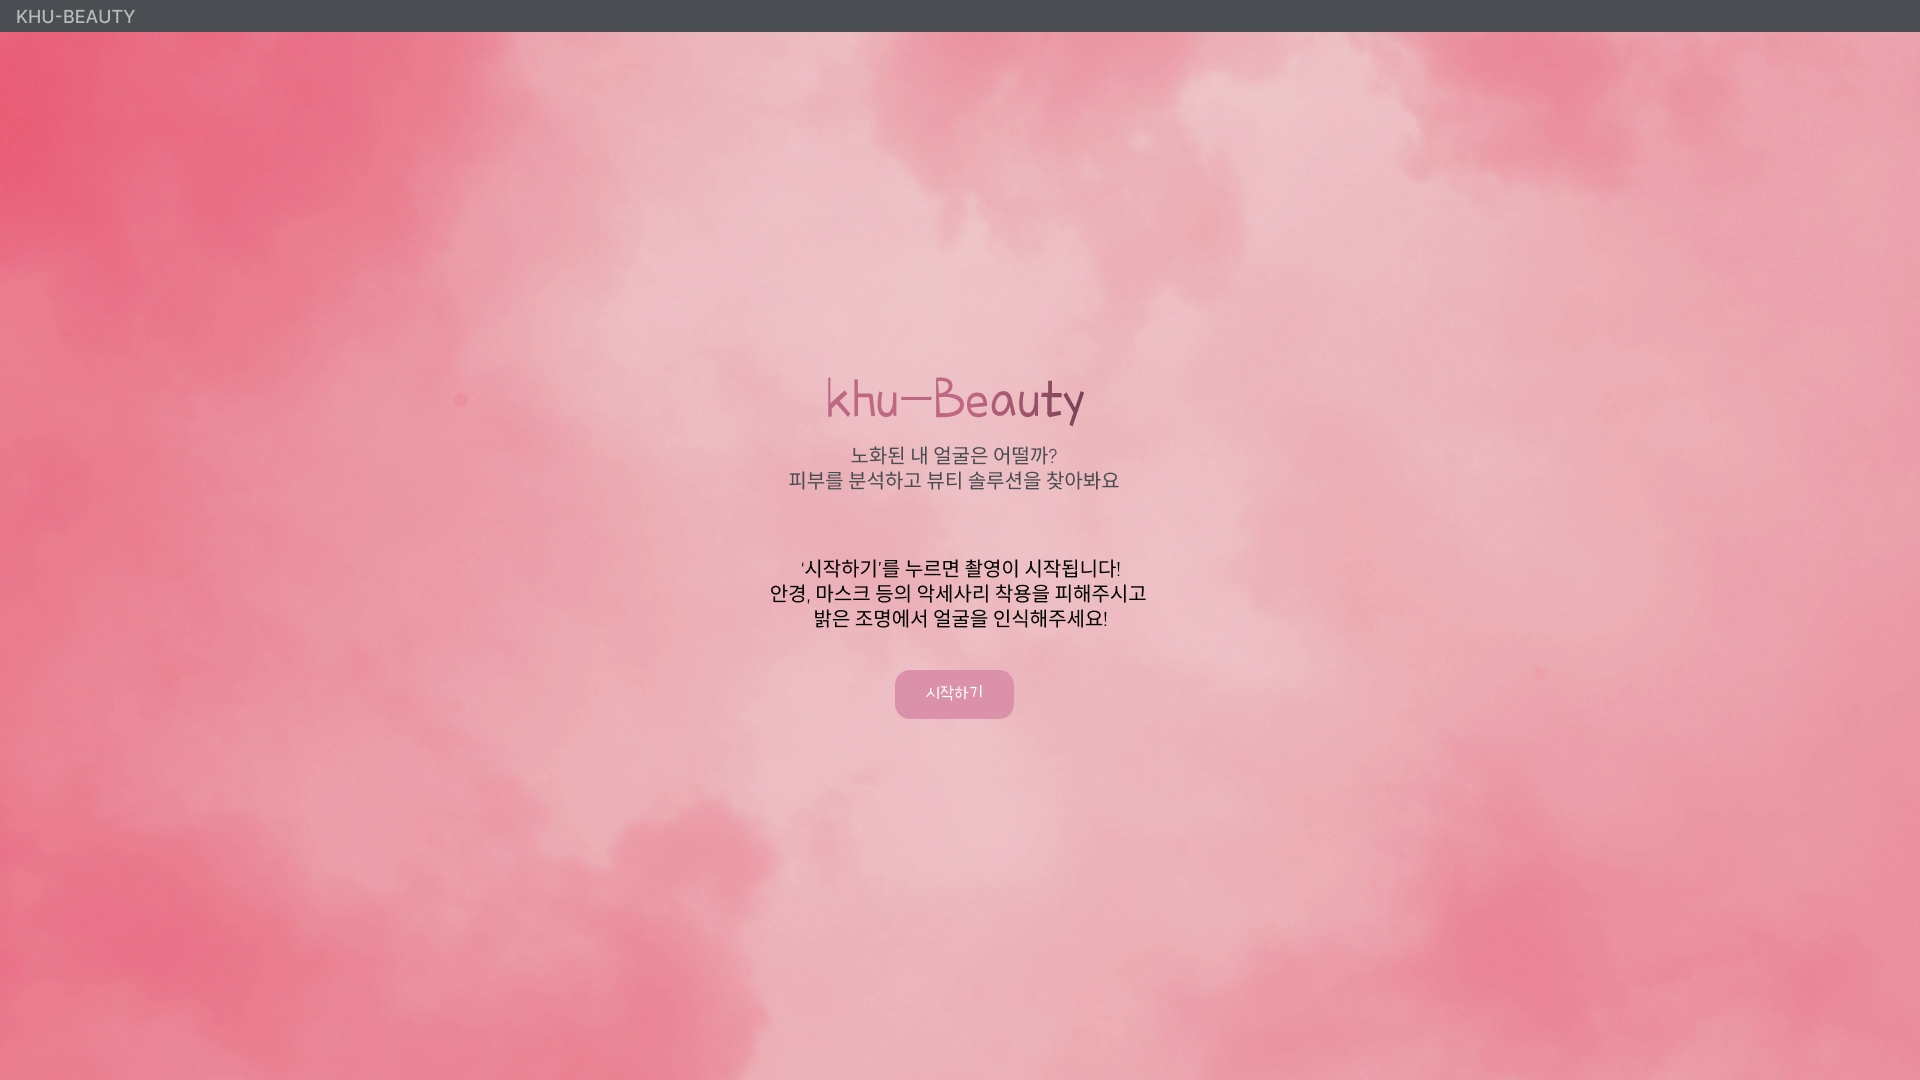 KHU-BEAUTY
khu-Beauty
노화된 내 얼굴은 어떨까?
피부를 분석하고 뷰티 솔루션을 찾아봐요
‘시작하기’를 누르면 촬영이 시작됩니다!
안경, 마스크 등의 악세사리 착용을 피해주시고
밝은 조명에서 얼굴을 인식해주세요!
시작하기